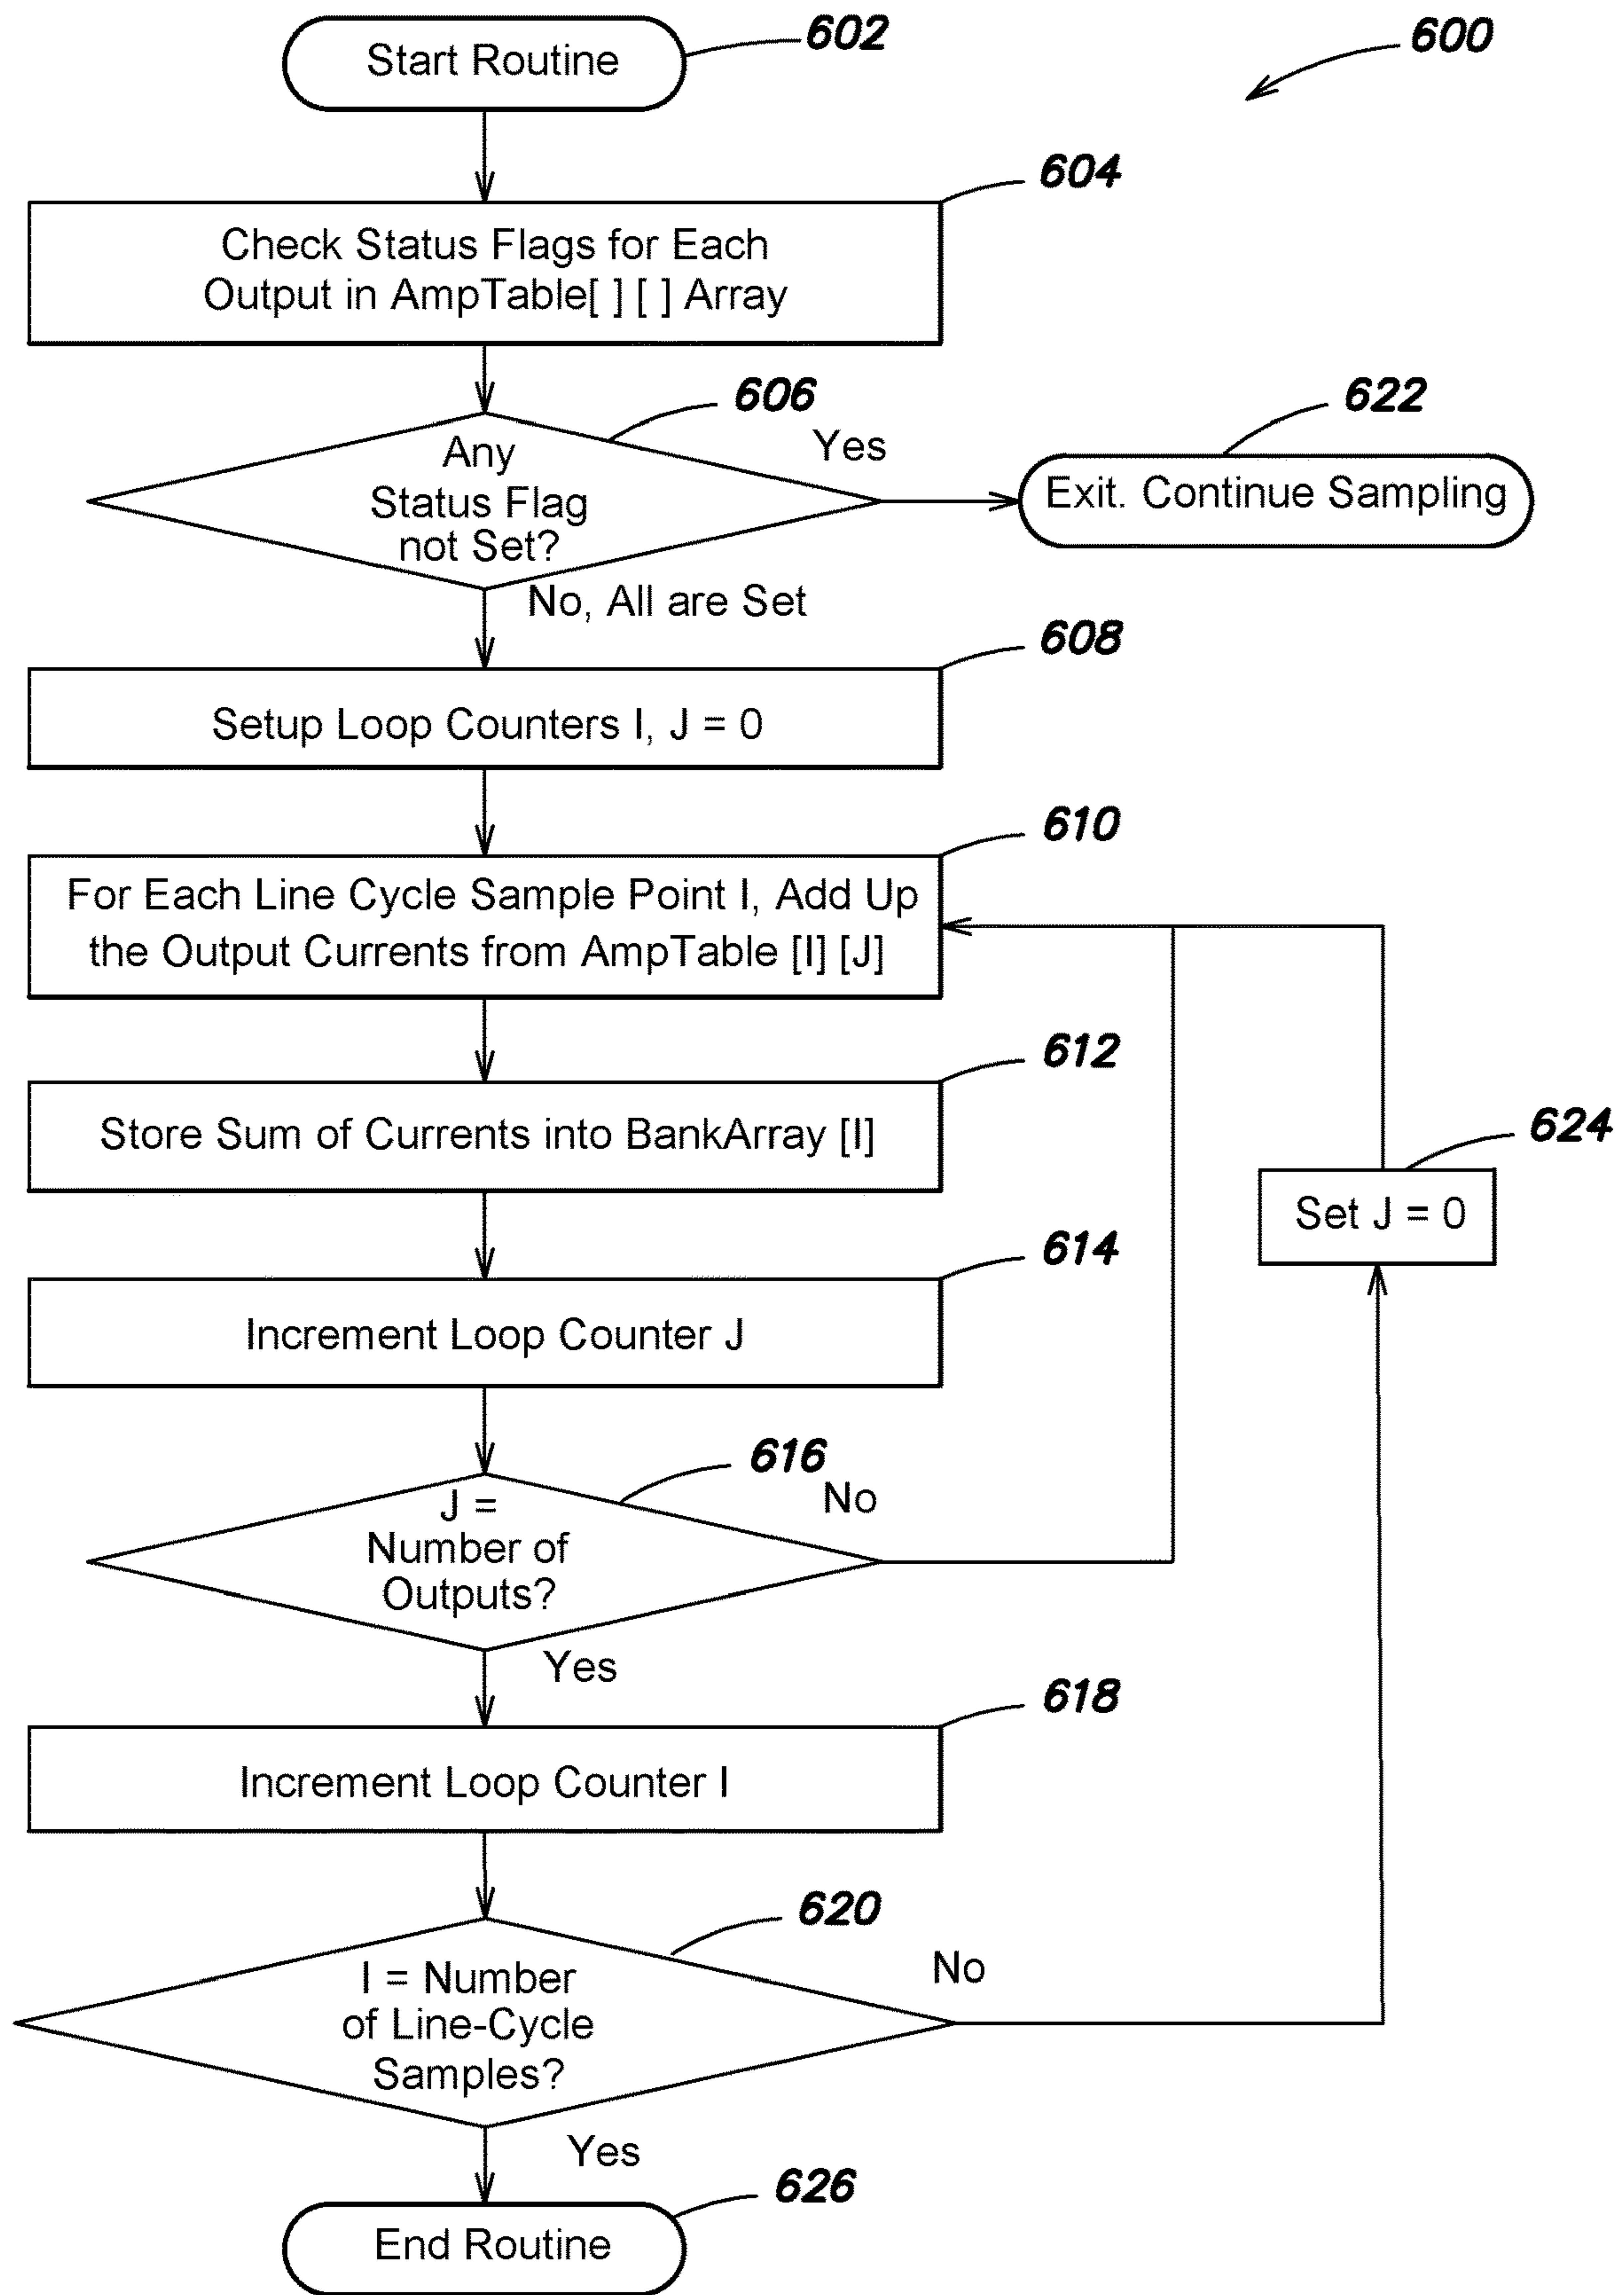 602
Start Routine
600
604
Check Status Flags for Each
Output in AmpTable[ ] [ ] Array
606
Any
Status Flag
not Set?
Yes
622
Exit. Continue Sampling
No, All are Set
608
Setup Loop Counters I, J = 0
610
For Each Line Cycle Sample Point I, Add Up
the Output Currents from AmpTable [I] [J]
612
Store Sum of Currents into BankArray [I]
624
Set J = 0
614
Increment Loop Counter J
616
J =
Number of
Outputs?
No
Yes
618
Increment Loop Counter I
620
I = Number
of Line-Cycle
Samples?
No
Yes
626
End Routine